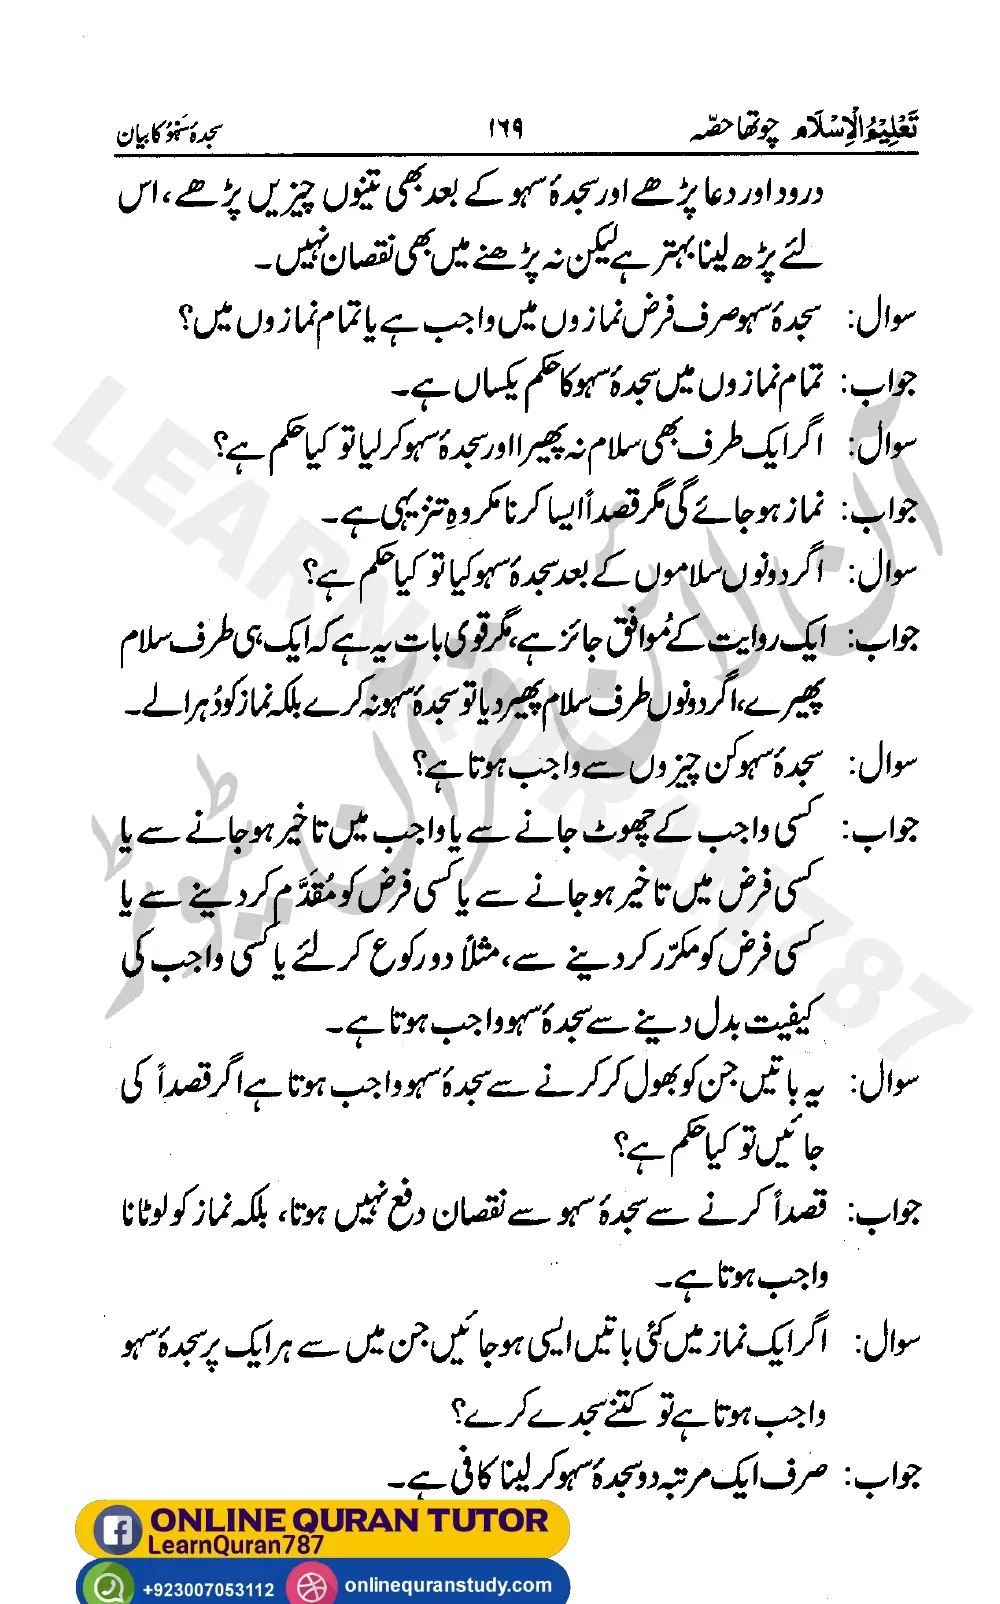 تَعْلِيْمُ الْاِسْلَام چوتھا حصّہ ۱۶۹ سجدۂ سَہْوْ کا بیان
درود اور دعا پڑھے اور سجدۂ سہو کے بعد بھی تینوں چیزیں پڑھے، اس
لئے پڑھ لینا بہتر ہے لیکن نہ پڑھنے میں بھی نقصان نہیں۔
سوال: سجدۂ سہو صرف فرض نمازوں میں واجب ہے یا تمام نمازوں میں؟
جواب: تمام نمازوں میں سجدۂ سہو کا حکم یکساں ہے۔
سوال: اگر ایک طرف بھی سلام نہ پھیرا اور سجدۂ سہو کر لیا تو کیا حکم ہے؟
جواب: نماز ہو جائے گی مگر قصداً ایسا کرنا مکروہِ تنزیہی ہے۔
سوال: اگر دونوں سلاموں کے بعد سجدۂ سہو کیا تو کیا حکم ہے؟
جواب: ایک روایت کے مُوافق جائز ہے، مگر قوی بات یہ ہے کہ ایک ہی طرف سلام
پھیرے، اگر دونوں طرف سلام پھیر دیا تو سجدۂ سہو نہ کرے بلکہ نماز کو دُہرا لے۔
سوال: سجدۂ سہو کن چیزوں سے واجب ہوتا ہے؟
جواب: کسی واجب کے چھوٹ جانے سے یا واجب میں تاخیر ہو جانے سے یا
کسی فرض میں تاخیر ہو جانے سے یا کسی فرض کو مُقَدَّم کر دینے سے یا
کسی فرض کو مکرّر کر دینے سے، مثلاً دو رکوع کر لئے یا کسی واجب کی
کیفیت بدل دینے سے سجدۂ سہو واجب ہوتا ہے۔
سوال: یہ باتیں جن کو بھول کر کرنے سے سجدۂ سہو واجب ہوتا ہے اگر قصداً کی
جائیں تو کیا حکم ہے؟
جواب: قصداً کرنے سے سجدۂ سہو سے نقصان دفع نہیں ہوتا، بلکہ نماز کو لوٹانا
واجب ہوتا ہے۔
سوال: اگر ایک نماز میں کئی باتیں ایسی ہو جائیں جن میں سے ہر ایک پر سجدۂ سہو
واجب ہوتا ہے تو کتنے سجدے کرے؟
جواب: صرف ایک مرتبہ دو سجدۂ سہو کر لینا کافی ہے۔
LEARNQURAN787
آن لائن قرآن ٹیوٹر
ONLINE QURAN TUTOR
LearnQuran787
+923007053112 onlinequranstudy.com